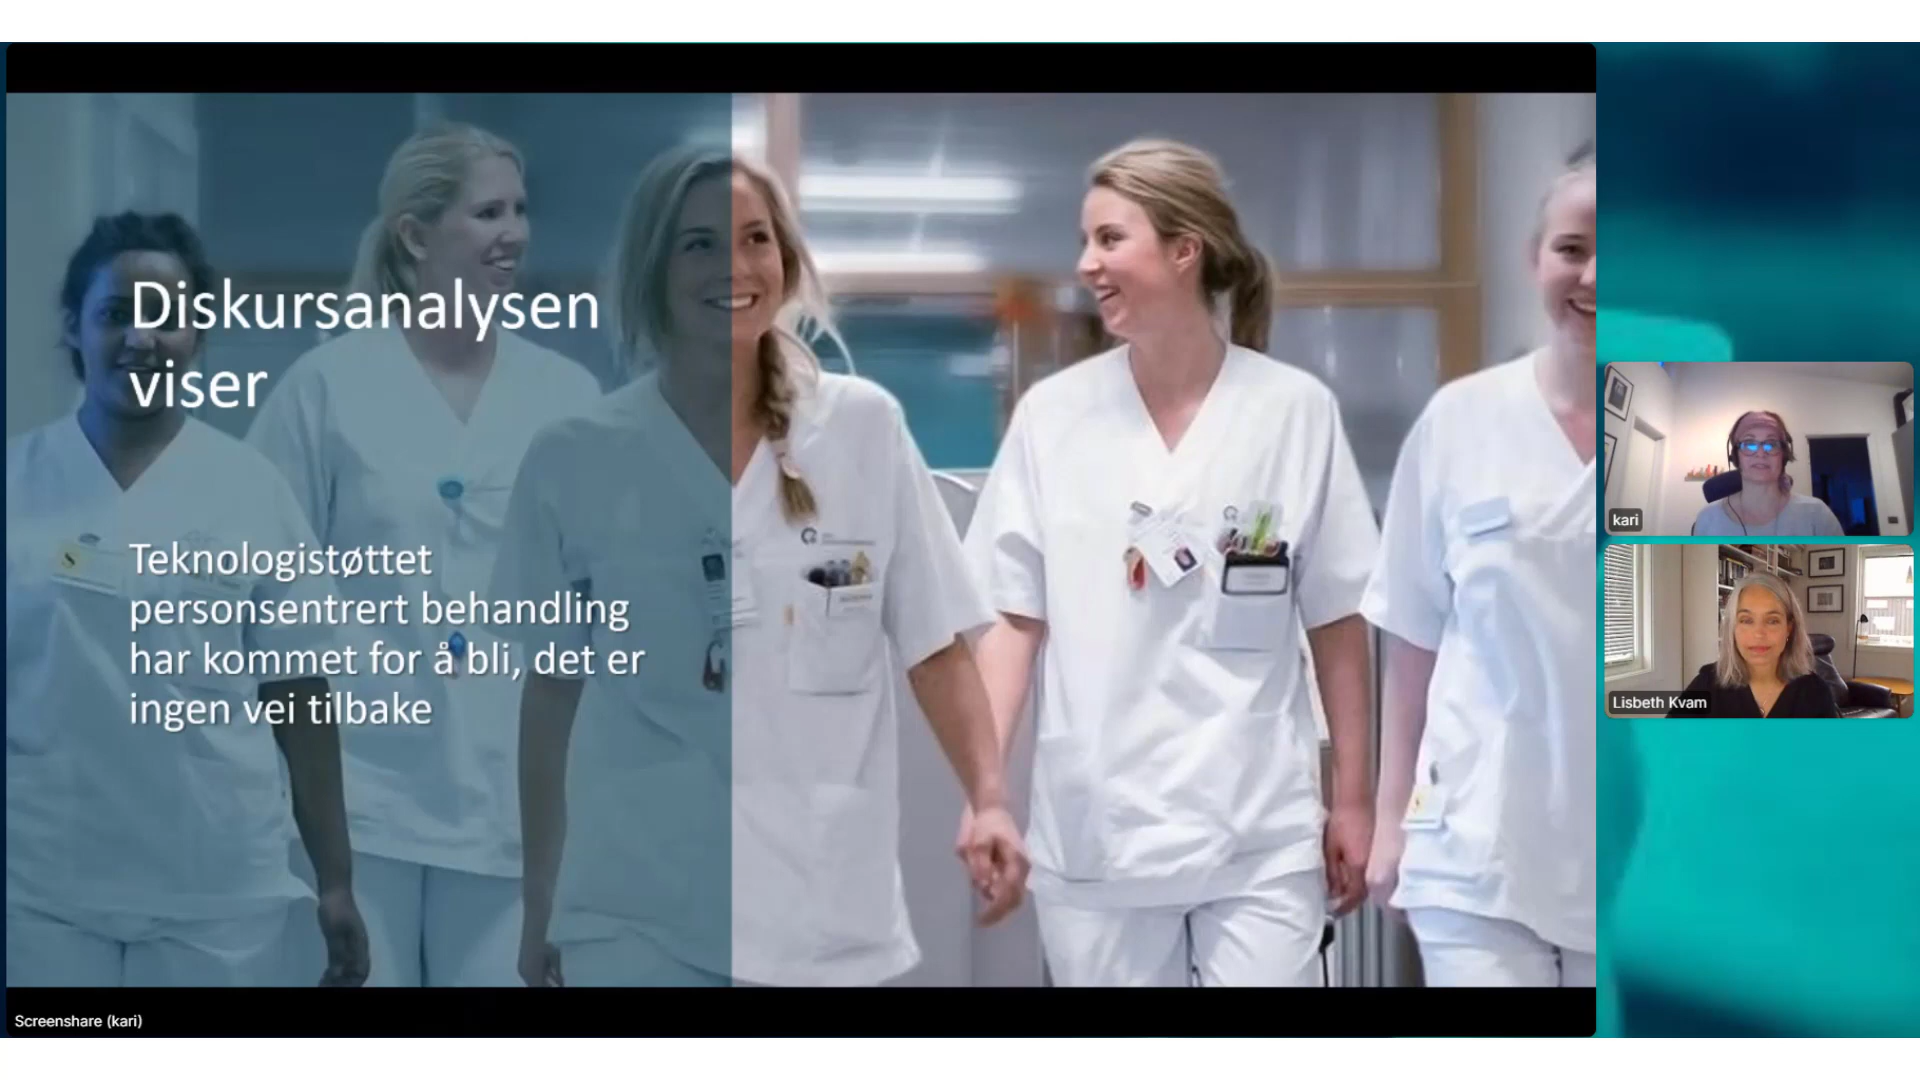 Diskursanalysen
viser
Teknologistøttet
personsentrert behandling
har kommet for å bli, det er
ingen vei tilbake
kari
Lisbeth Kvam
Screenshare (kari)